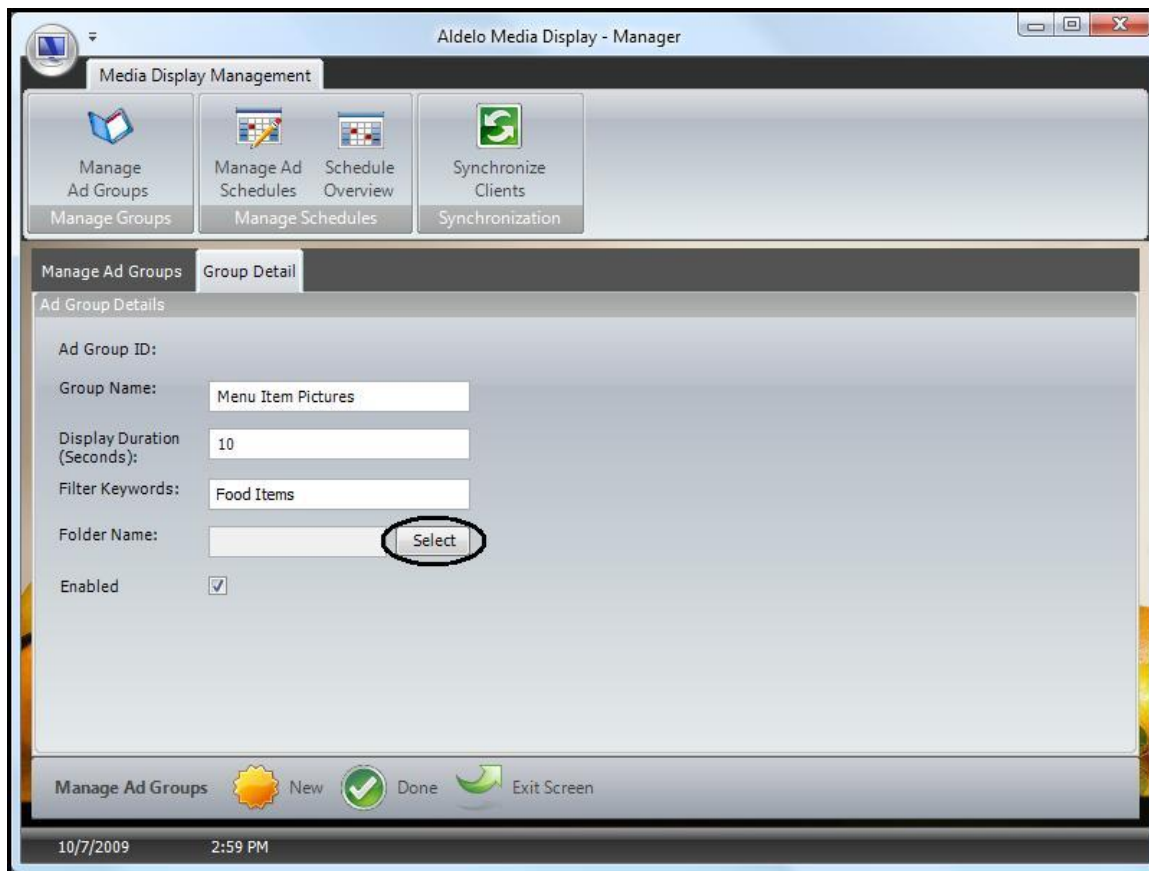 Aldelo Media Display - Manager
Media Display Management
Manage
Ad Groups
Manage Ad
Schedules
Schedule
Overview
Synchronize
Clients
Manage Groups
Manage Schedules
Synchronization
Manage Ad Groups
Group Detail
Ad Group Details
Ad Group ID:
Group Name:
Menu Item Pictures
Display Duration
(Seconds):
10
Filter Keywords:
Food Items
Folder Name:
Select
Enabled
Manage Ad Groups
New
Done
Exit Screen
10/7/2009
2:59 PM